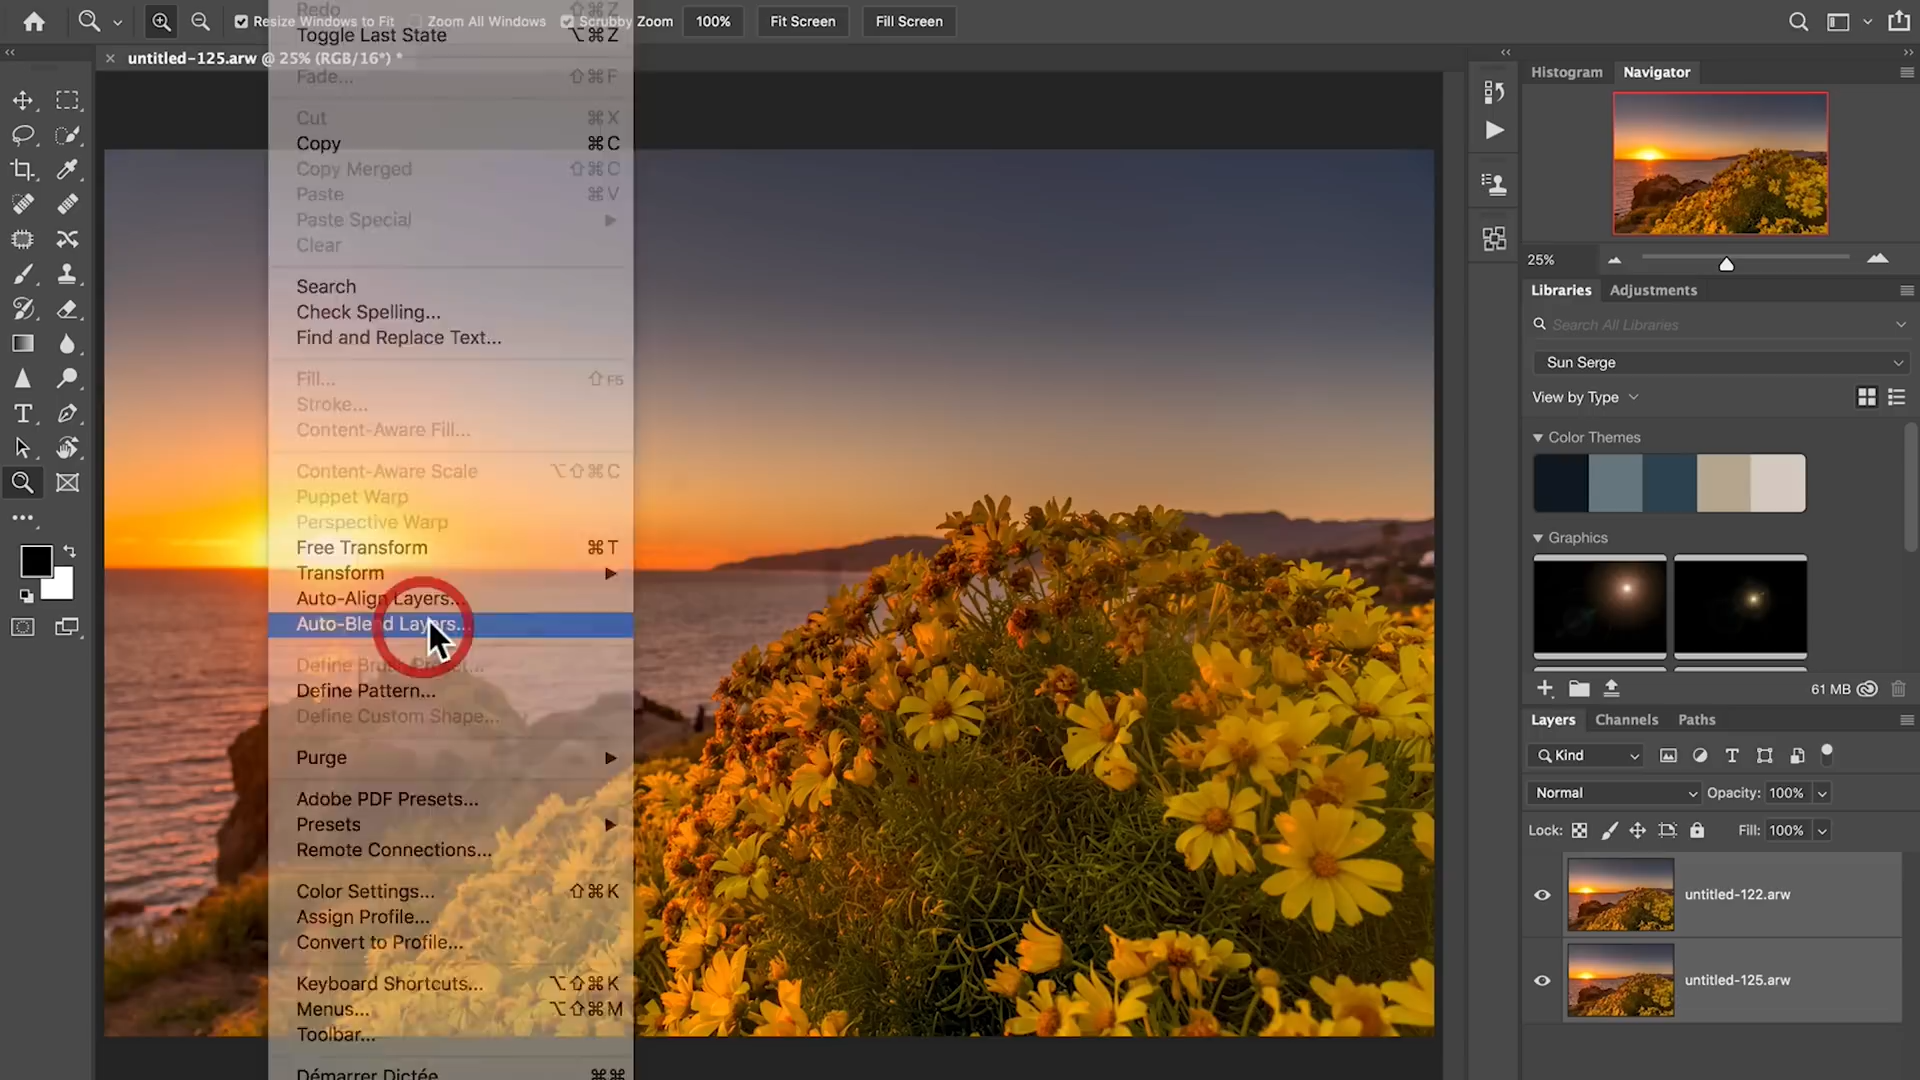 Resize Windows to Fit
Zoom All Windows
Scrubby Zoom
100%
Fit Screen
Fill Screen
untitled-125.arw @ 25% (RGB/16*) *
Redo ⇧⌘Z
Toggle Last State ⌥⌘Z
Fade... ⇧⌘F
Cut ⌘X
Copy ⌘C
Copy Merged ⇧⌘C
Paste ⌘V
Paste Special
Clear
Search
Check Spelling...
Find and Replace Text...
Fill... ⇧F5
Stroke...
Content-Aware Fill...
Content-Aware Scale ⌥⇧⌘C
Puppet Warp
Perspective Warp
Free Transform ⌘T
Transform
Auto-Align Layers...
Auto-Blend Layers...
Define Brush Preset...
Define Pattern...
Define Custom Shape...
Purge
Adobe PDF Presets...
Presets
Remote Connections...
Color Settings... ⇧⌘K
Assign Profile...
Convert to Profile...
Keyboard Shortcuts... ⌥⇧⌘K
Menus... ⌥⇧⌘M
Toolbar...
Démarrer Dictée ⌘⌘
Histogram
Navigator
25%
Libraries
Adjustments
Search All Libraries
Sun Serge
View by Type
Color Themes
Graphics
61 MB
Layers
Channels
Paths
Kind
Normal
Opacity: 100%
Lock:
Fill: 100%
untitled-122.arw
untitled-125.arw